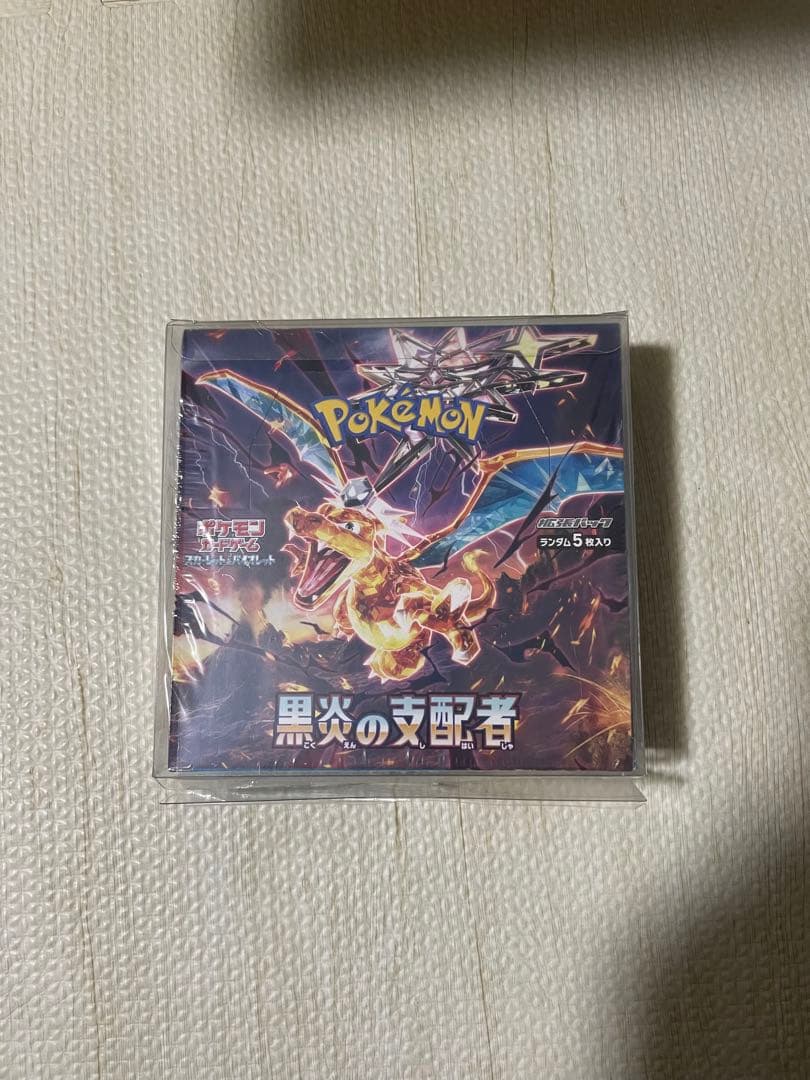 POKéMON
ポケモン
カードゲーム
スカーレット&バイオレット
拡張パック
ランダム5枚入り
黒炎の支配者
こくえんしはいしゃ